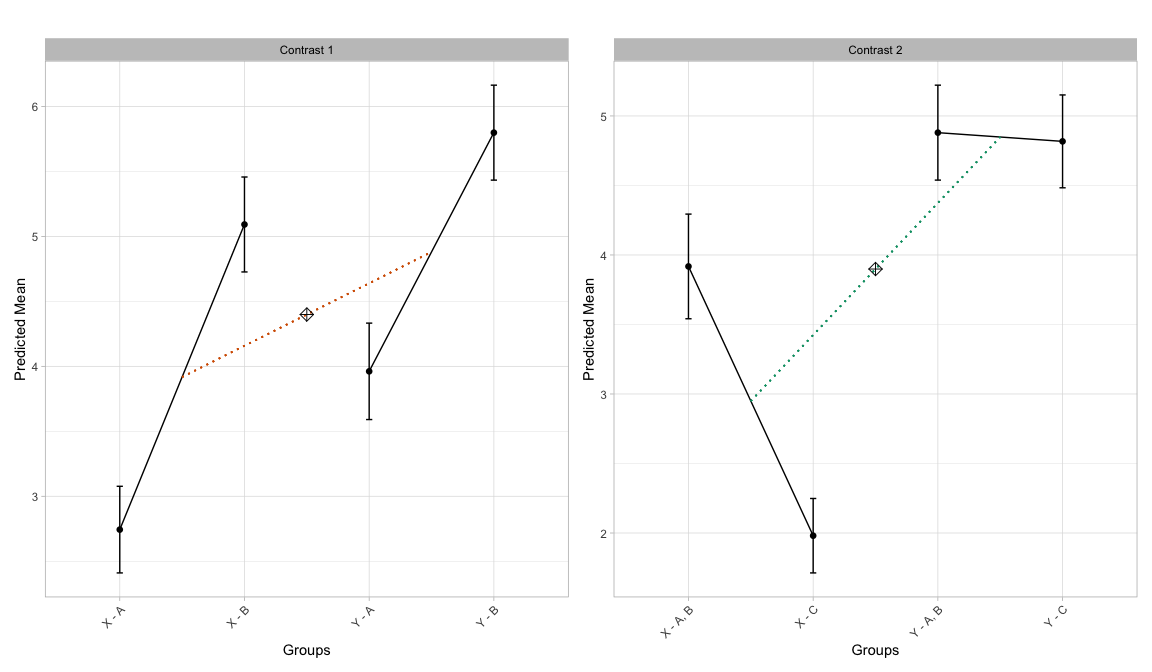 Contrast 1
Predicted Mean
6
5
4
3
X - A
X - B
Y - A
Y - B
Groups
Contrast 2
Predicted Mean
5
4
3
2
X - A, B
X - C
Y - A, B
Y - C
Groups